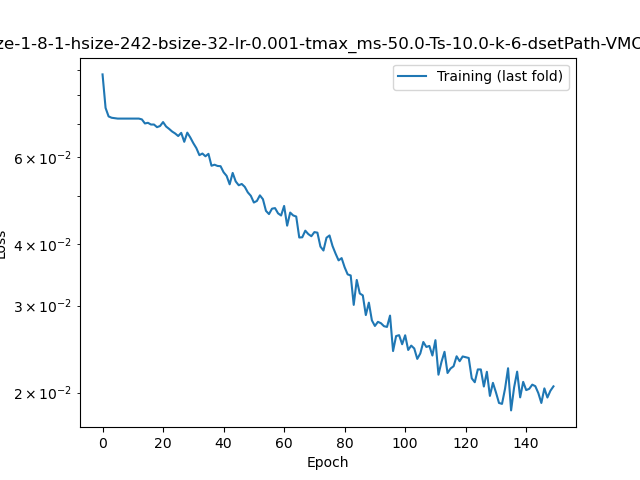 ze-1-8-1-hsize-242-bsize-32-lr-0.001-tmax_ms-50.0-Ts-10.0-k-6-dsetPath-VMC
Training (last fold)
6 × 10⁻²
4 × 10⁻²
3 × 10⁻²
2 × 10⁻²
Loss
0 20 40 60 80 100 120 140
Epoch